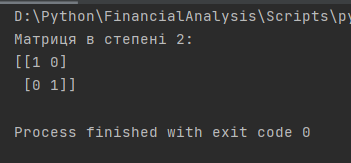 D:\Python\FinancialAnalysis\Scripts\py
Матриця в степені 2:
[[1 0]
 [0 1]]
Process finished with exit code 0